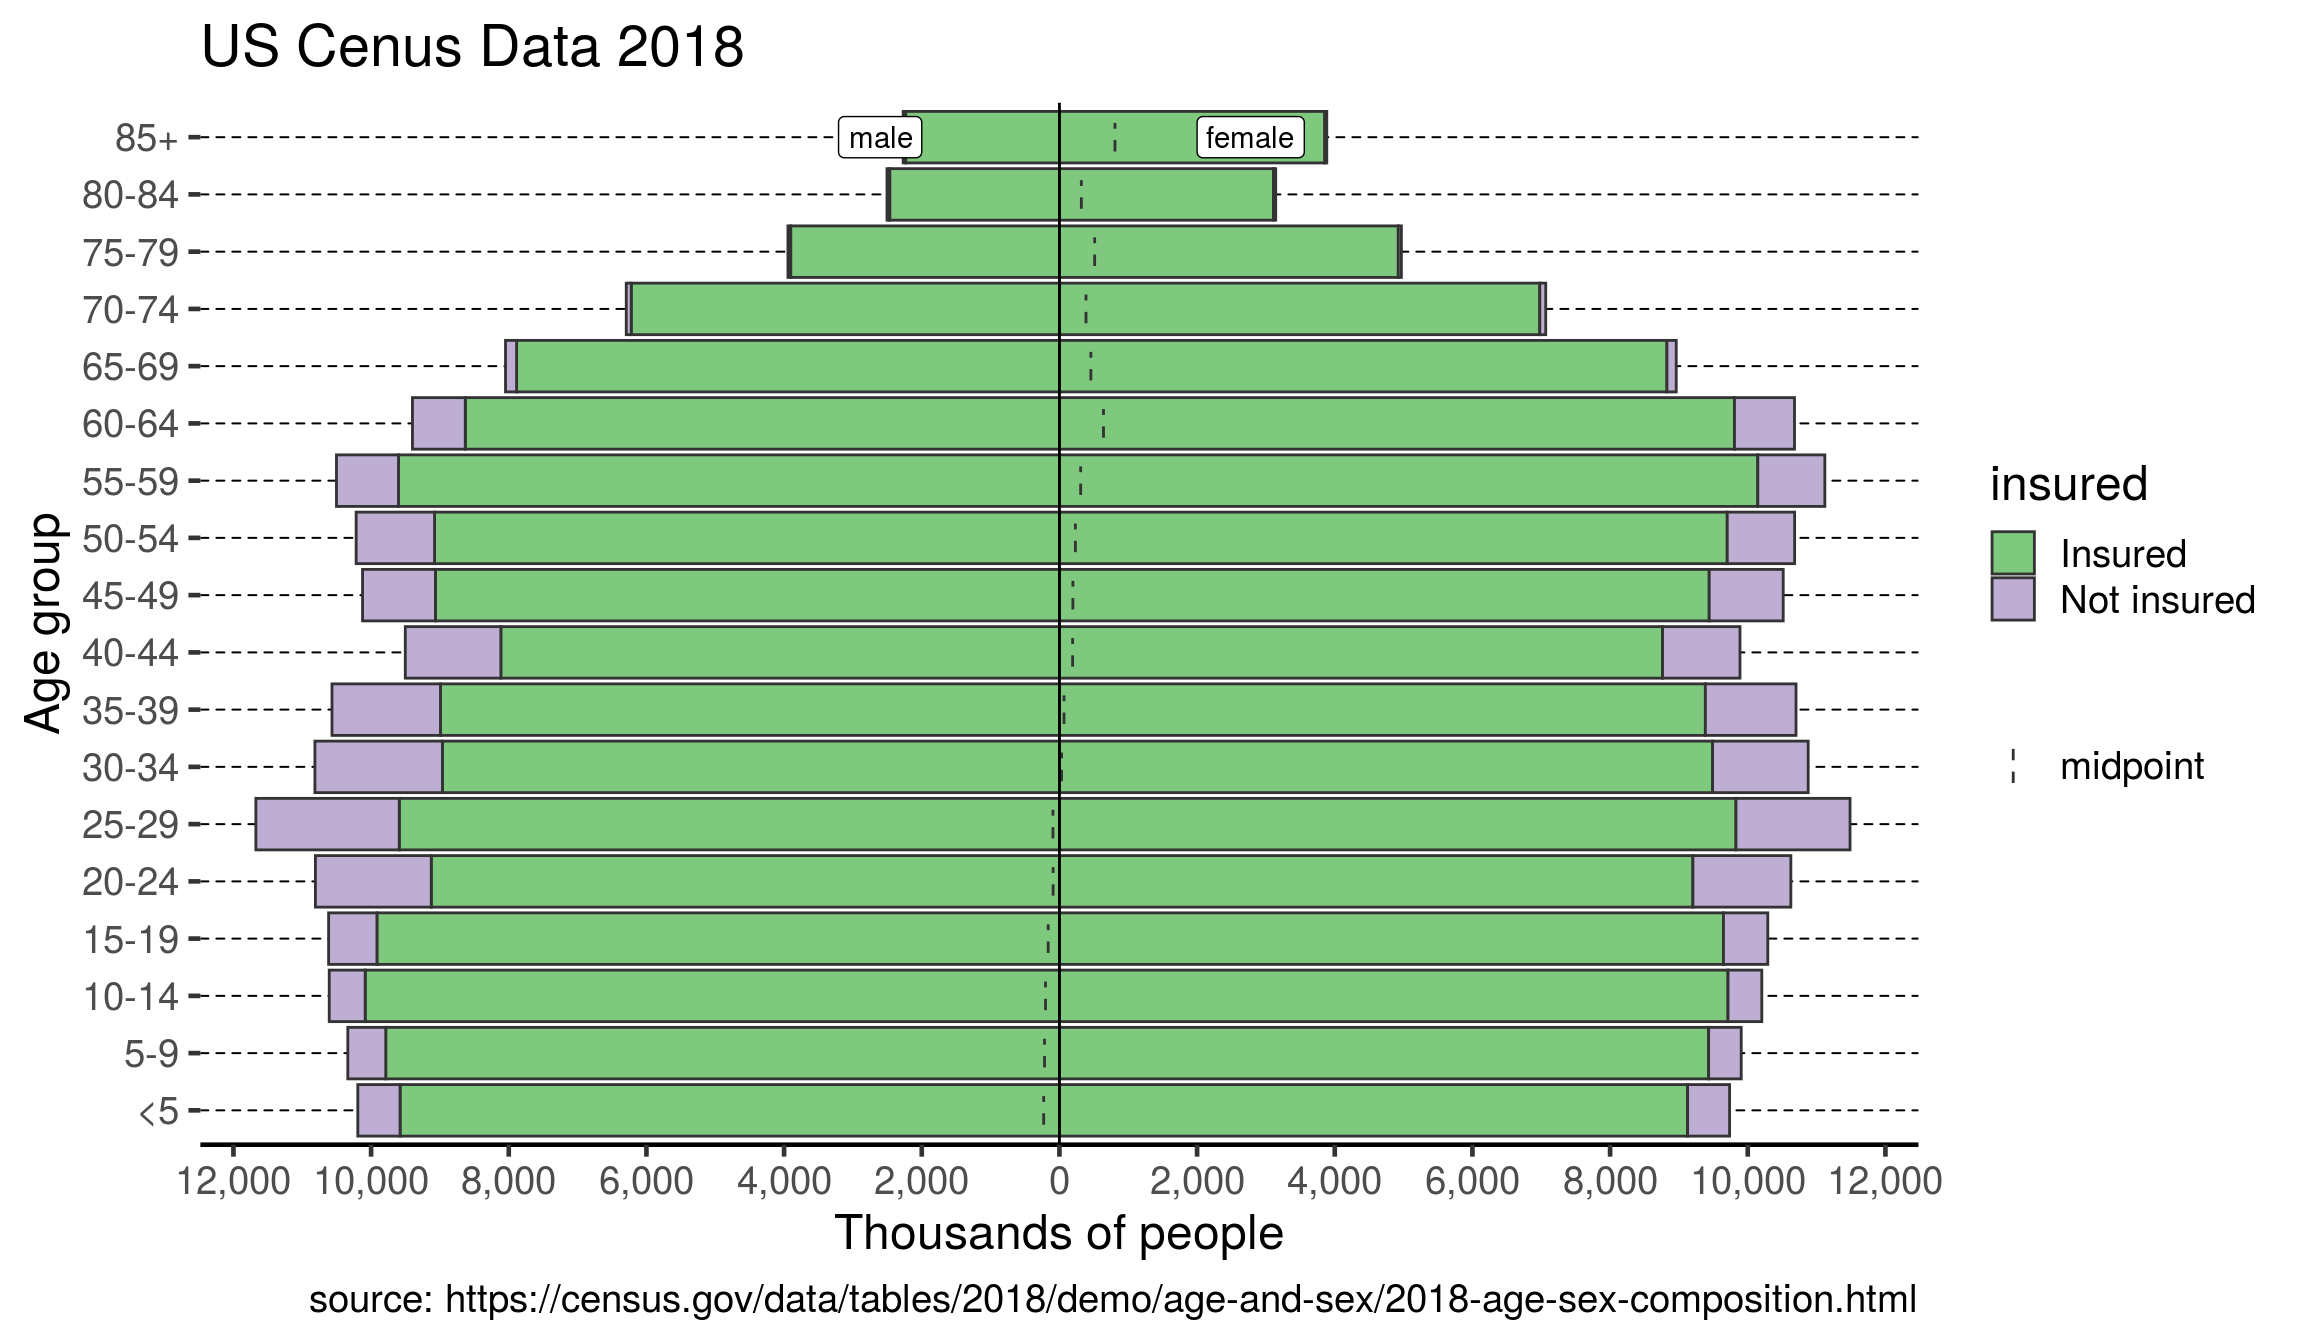 US Cenus Data 2018
85+
male
female
80-84
75-79
70-74
65-69
60-64
55-59
50-54
45-49
40-44
35-39
30-34
25-29
20-24
15-19
10-14
5-9
<5
Age group
12,000 10,000 8,000 6,000 4,000 2,000 0 2,000 4,000 6,000 8,000 10,000 12,000
Thousands of people
source: https://census.gov/data/tables/2018/demo/age-and-sex/2018-age-sex-composition.html
insured
Insured
Not insured
midpoint